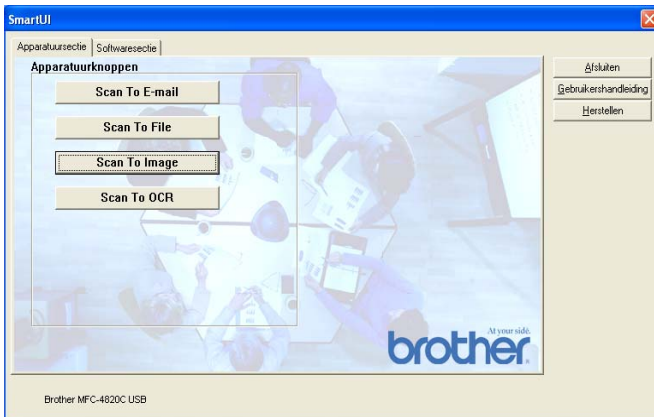 SmartUI
Apparatuursectie
Softwaresectie
Apparatuurknoppen
Scan To E-mail
Scan To File
Scan To Image
Scan To OCR
Afsluiten
Gebruikershandleiding
Herstellen
At your side.
brother
Brother MFC-4820C USB